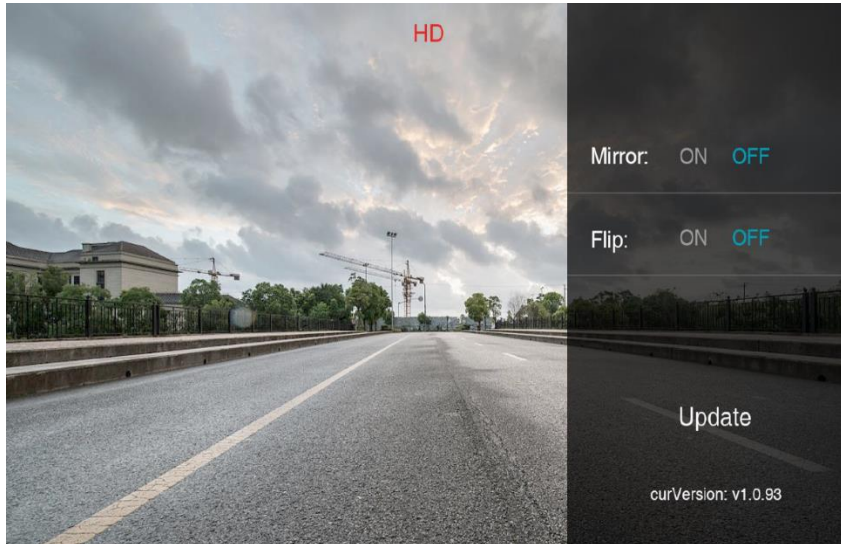 HD
Mirror: ON OFF
Flip: ON OFF
Update
curVersion: v1.0.93